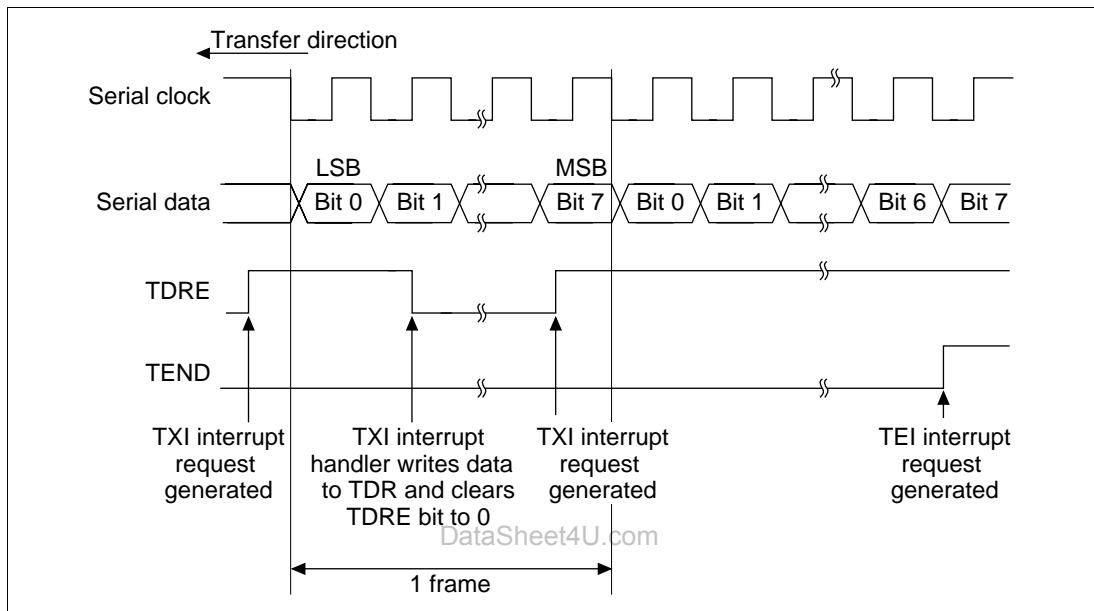 Transfer direction
Serial clock
LSB
MSB
Serial data
Bit 0
Bit 1
Bit 7
Bit 0
Bit 1
Bit 6
Bit 7
TDRE
TEND
TXI interrupt
request
generated
TXI interrupt
handler writes data
to TDR and clears
TDRE bit to 0
TXI interrupt
request
generated
TEI interrupt
request
generated
DataSheet4U.com
1 frame